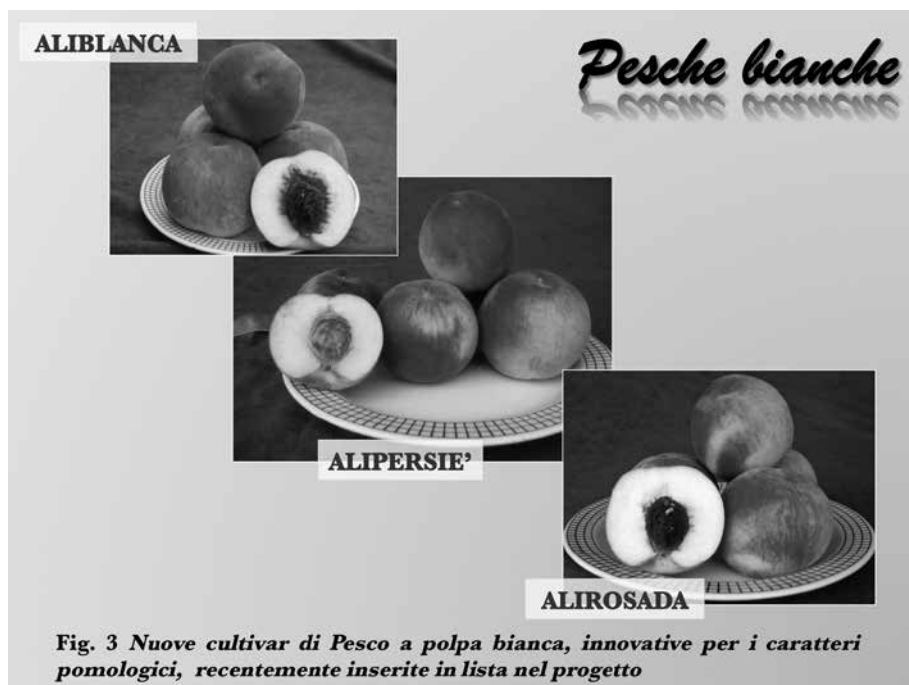 ALIBLANCA
Pesche bianche
ALIPERSIE’
ALIROSADA
Fig. 3 Nuove cultivar di Pesco a polpa bianca, innovative per i caratteri
pomologici, recentemente inserite in lista nel progetto